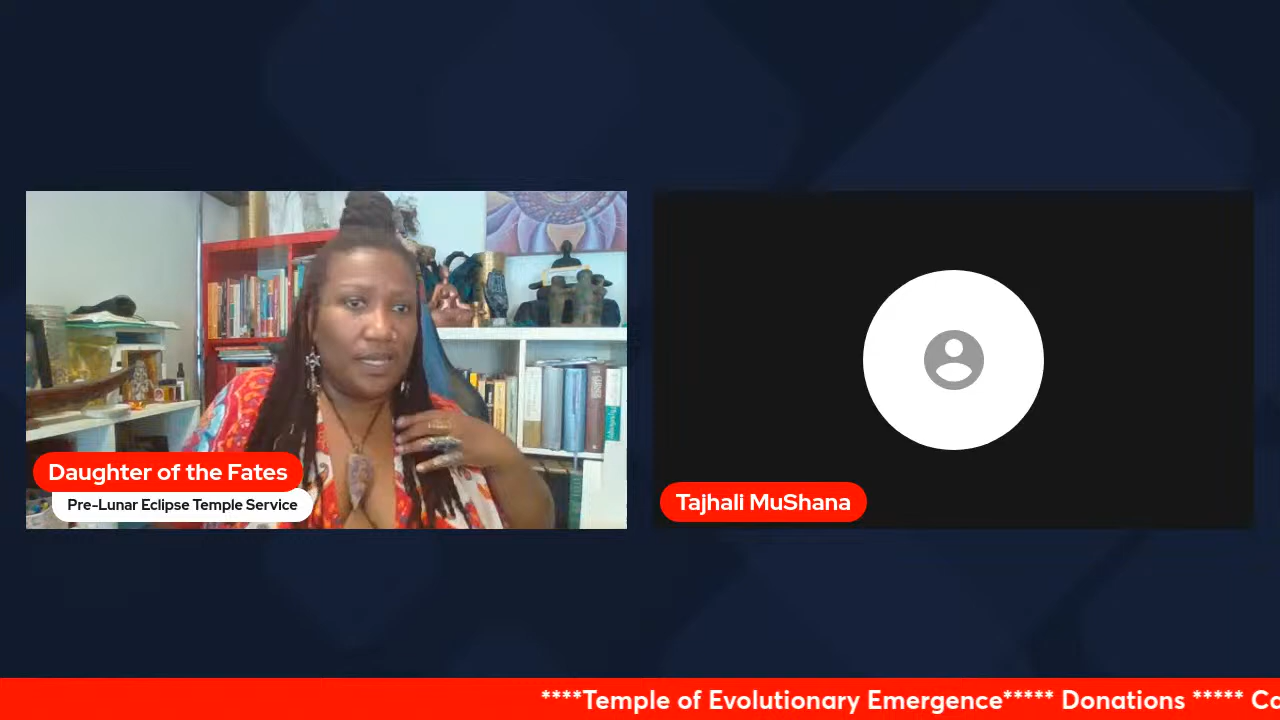 Daughter of the Fates
Pre-Lunar Eclipse Temple Service
Tajhali MuShana
****Temple of Evolutionary Emergence***** Donations *****